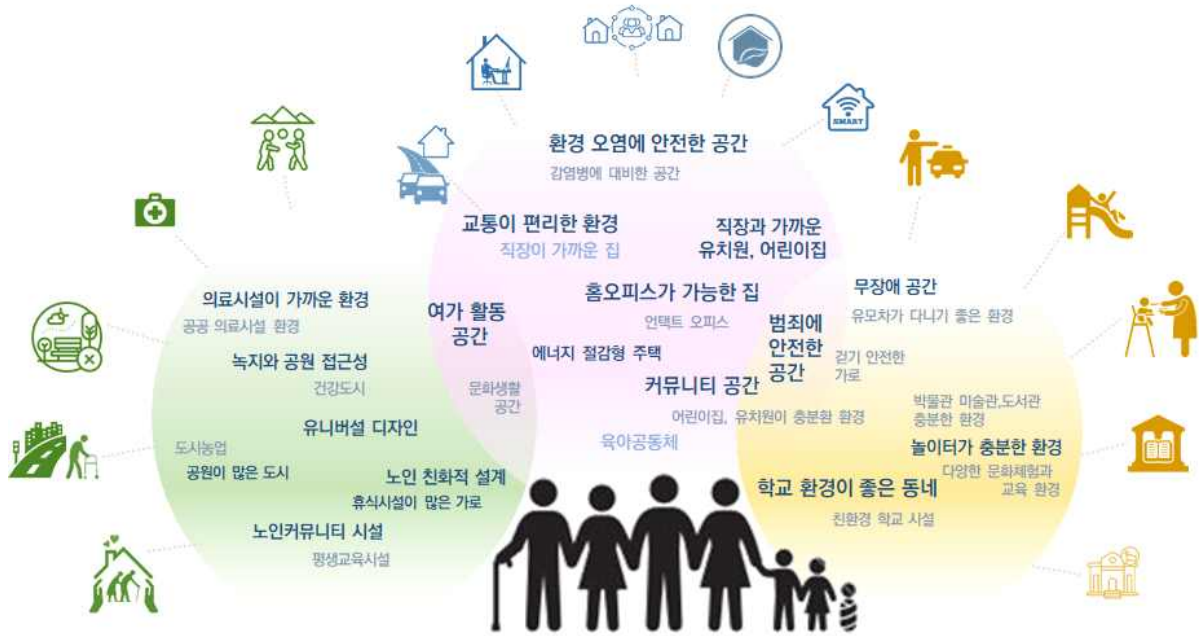 SMART
환경 오염에 안전한 공간
감염병에 대비한 공간
교통이 편리한 환경
직장이 가까운 집
직장과 가까운
유치원, 어린이집
홈오피스가 가능한 집
언택트 오피스
여가 활동
공간
에너지 절감형 주택
범죄에
안전한
공간
커뮤니티 공간
문화생활
공간
어린이집, 유치원이 충분환 환경
육아공동체
의료시설이 가까운 환경
공공 의료시설 환경
녹지와 공원 접근성
건강도시
유니버설 디자인
도시농업
공원이 많은 도시
노인 친화적 설계
휴식시설이 많은 가로
노인커뮤니티 시설
평생교육시설
무장애 공간
유모차가 다니기 좋은 환경
걷기 안전한
가로
박물관 미술관,도서관
충분한 환경
놀이터가 충분한 환경
다양한 문화체험과
교육 환경
학교 환경이 좋은 동네
친환경 학교 시설